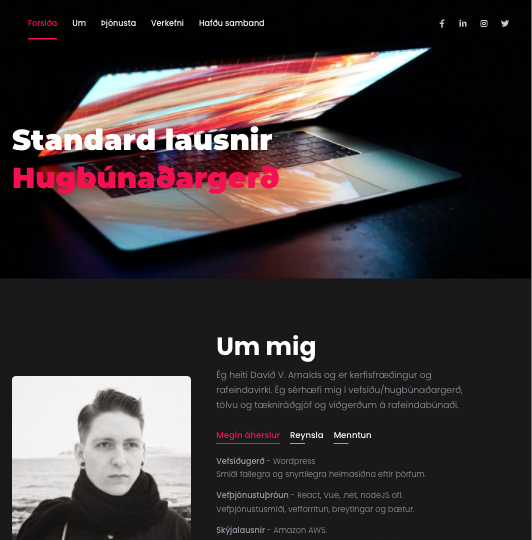 Forsíða Um Þjónusta Verkefni Hafðu samband
Standard lausnir
Hugbúnaðargerð
Um mig
Ég heiti Davíð V. Arnalds og er kerfisfræðingur og
rafeindavirki. Ég sérhæfi mig í vefsíðu/hugbúnaðargerð,
tölvu og tækniráðgjöf og viðgerðum á rafeindabúnaði.
Megin áherslur Reynsla Menntun
Vefsíðugerð - Wordpress
Smíði fallegra og snyrtilegra heimasíðna eftir þörfum.
Vefþjónustuþróun - React, Vue, .net, nodeJS ofl.
Vefþjónustusmíði, vefforritun, breytingar og bætur.
Skýjalausnir - Amazon AWS.